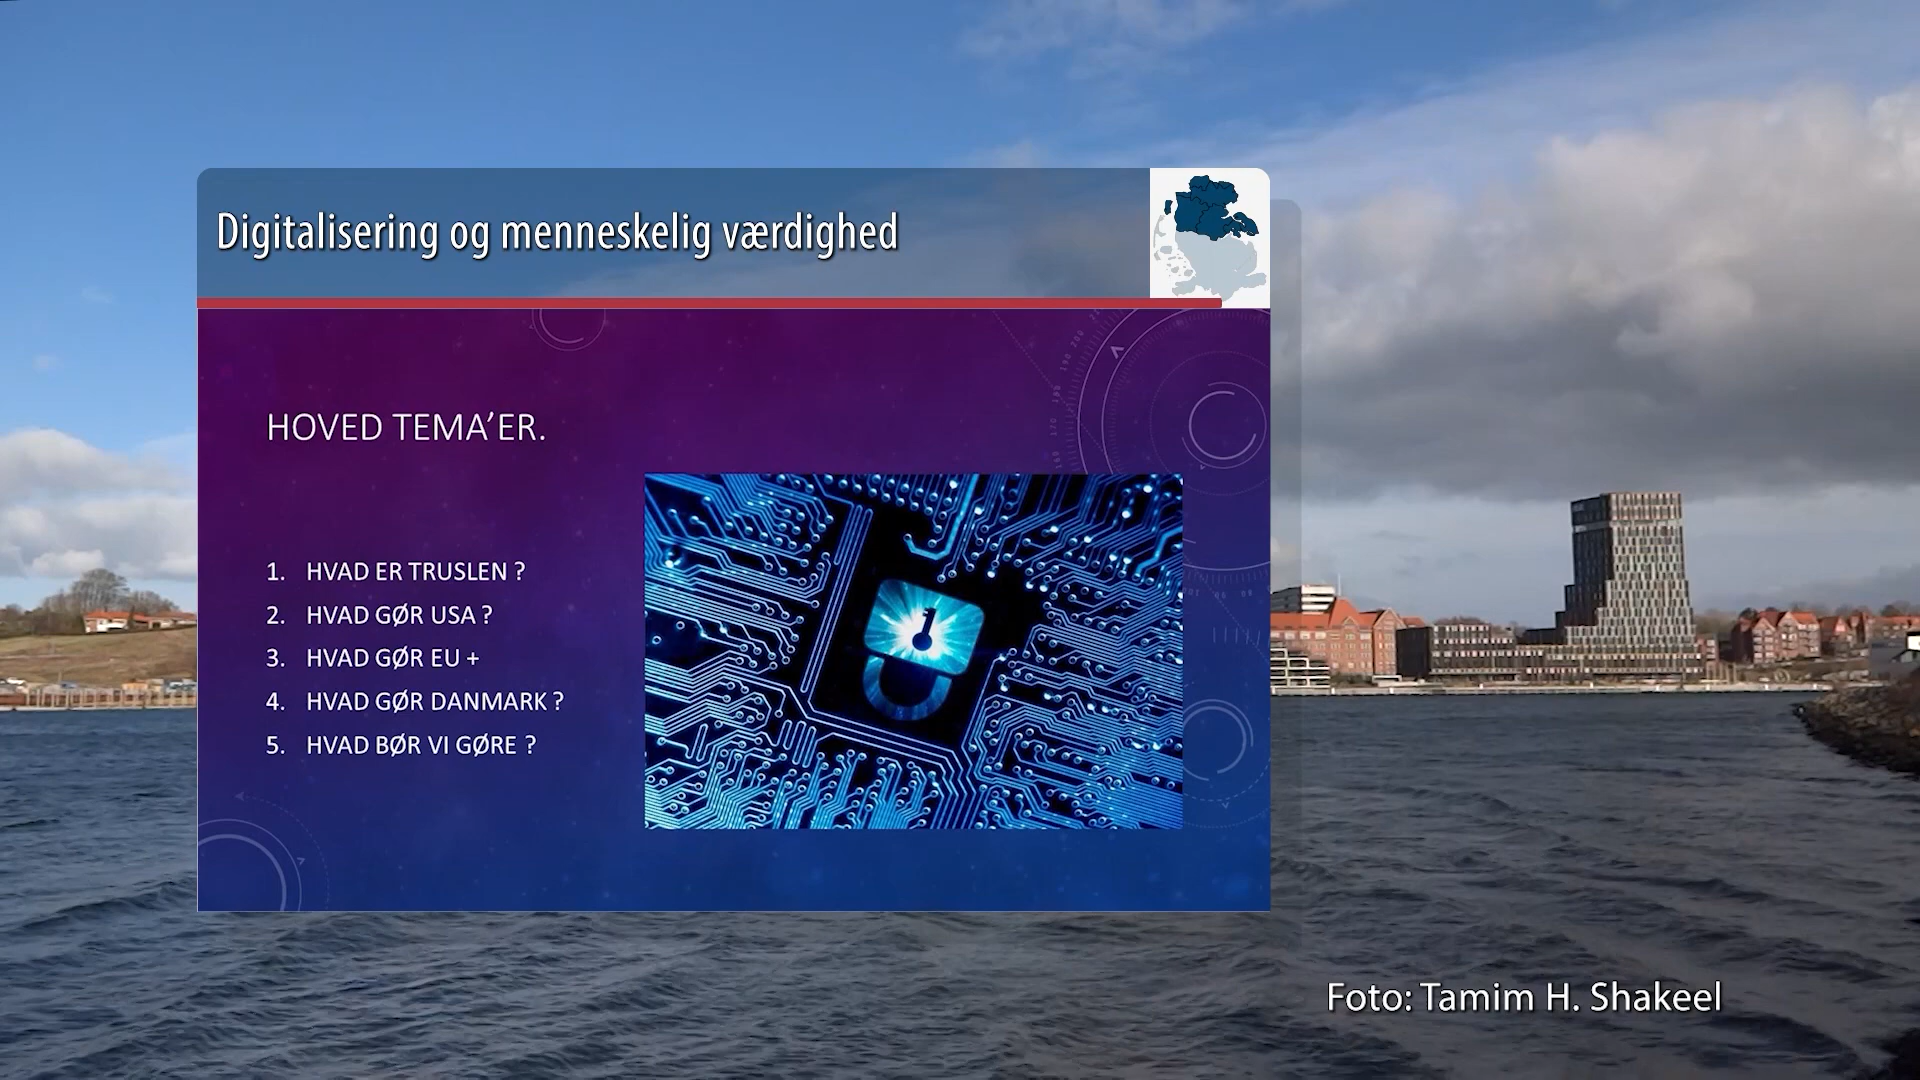 Digitalisering og menneskelig værdighed
HOVED TEMA’ER.
1. HVAD ER TRUSLEN ?
2. HVAD GØR USA ?
3. HVAD GØR EU +
4. HVAD GØR DANMARK ?
5. HVAD BØR VI GØRE ?
Foto: Tamim H. Shakeel